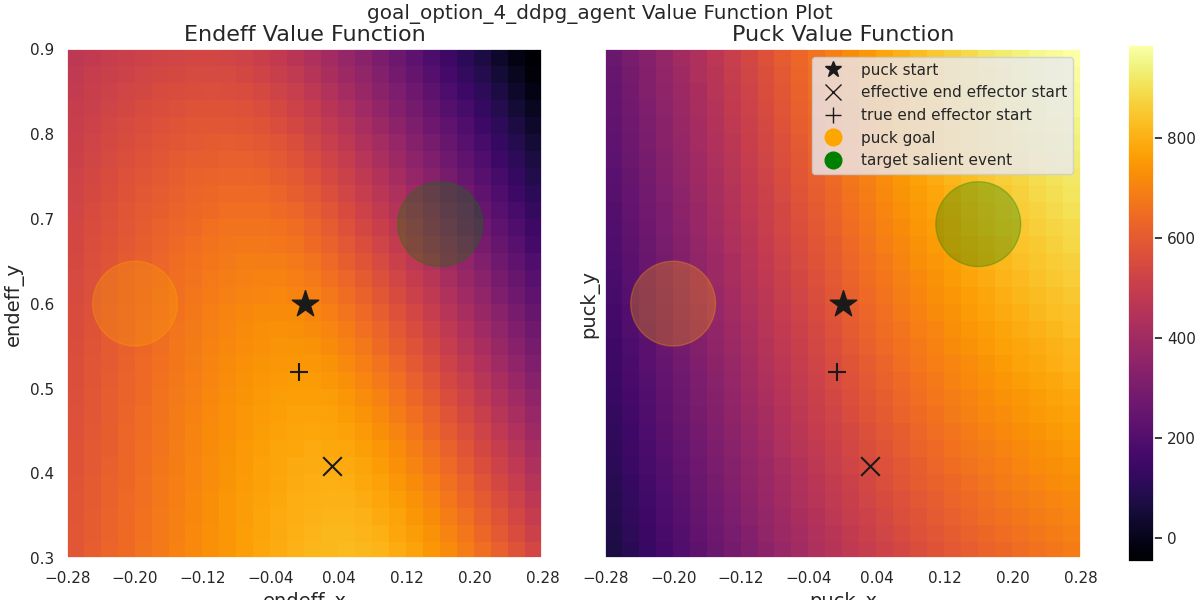 goal_option_4_ddpg_agent Value Function Plot
Endeff Value Function
Puck Value Function
endeff_y
0.9
0.8
0.7
0.6
0.5
0.4
0.3
−0.28 −0.20 −0.12 −0.04 0.04 0.12 0.20 0.28
endeff_x
puck_y
puck start
effective end effector start
true end effector start
puck goal
target salient event
−0.28 −0.20 −0.12 −0.04 0.04 0.12 0.20 0.28
puck_x
800
600
400
200
0